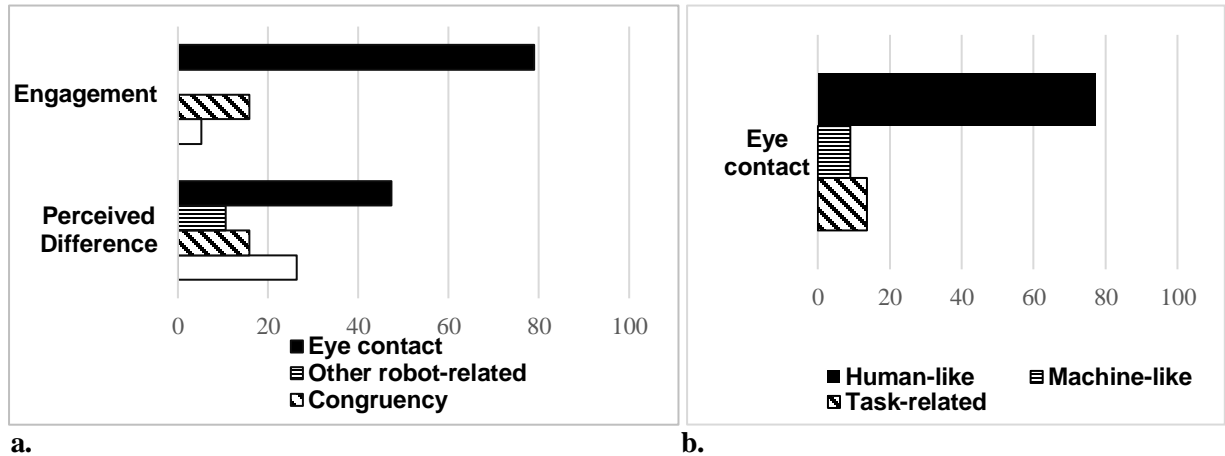 Engagement
Perceived
Difference
0 20 40 60 80 100
Eye contact
Other robot-related
Congruency
a.
Eye
contact
0 20 40 60 80 100
Human-like Machine-like
Task-related
b.